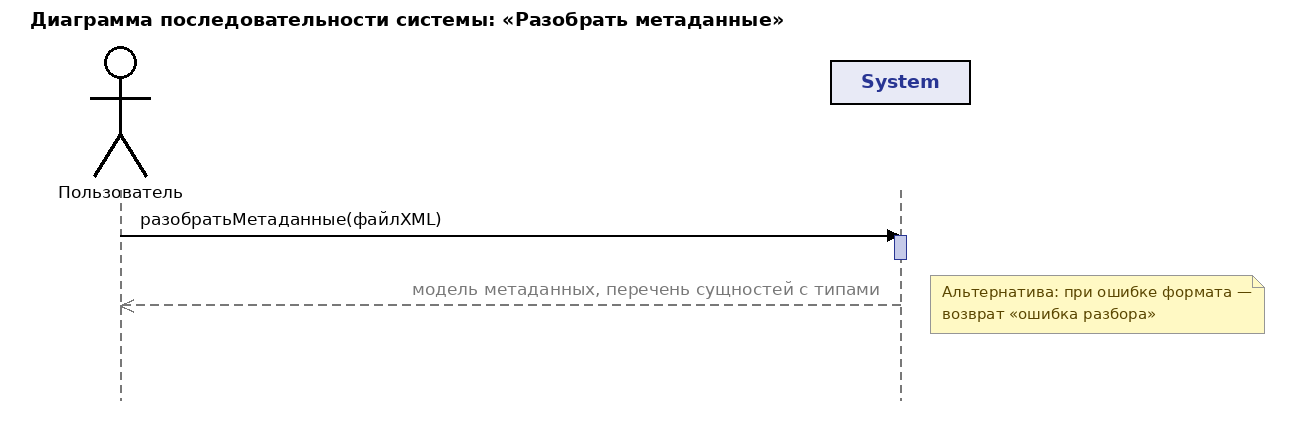 Диаграмма последовательности системы: «Разобрать метаданные»
System
Пользователь
разобратьМетаданные(файлXML)
модель метаданных, перечень сущностей с типами
Альтернатива: при ошибке формата —
возврат «ошибка разбора»